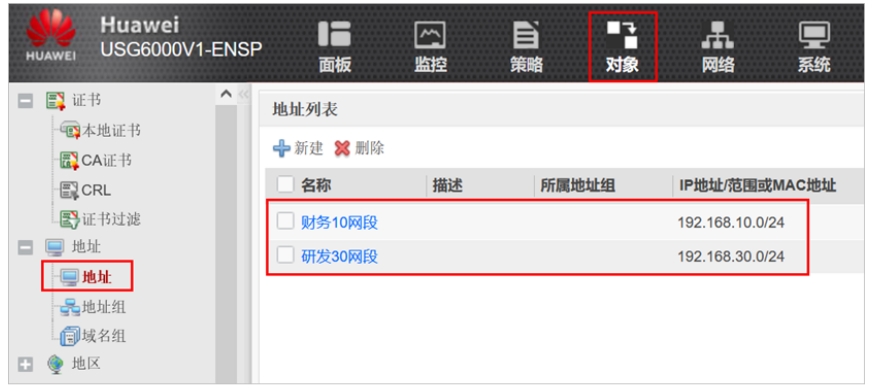 Huawei
USG6000V1-ENSP
HUAWEI
面板
监控
策略
对象
网络
系统
证书
本地证书
CA证书
CRL
证书过滤
地址
地址
地址组
域名组
地区
地址列表
新建 删除
名称 描述 所属地址组 IP地址/范围或MAC地址
财务10网段 192.168.10.0/24
研发30网段 192.168.30.0/24